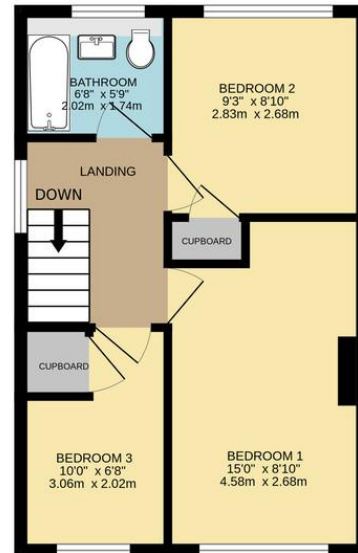 BATHROOM
6'8" x 5'9"
2.02m x 1.74m
BEDROOM 2
9'3" x 8'10"
2.83m x 2.68m
LANDING
DOWN
CUPBOARD
CUPBOARD
BEDROOM 3
10'0" x 6'8"
3.06m x 2.02m
BEDROOM 1
15'0" x 8'10"
4.58m x 2.68m